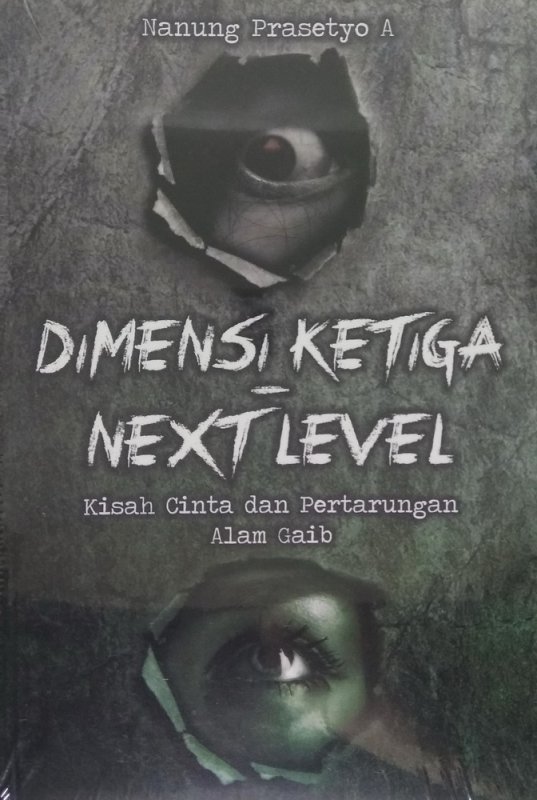 Nanung Prasetyo A
DIMENSI KETIGA
–
NEXT LEVEL
Kisah Cinta dan Pertarungan
Alam Gaib